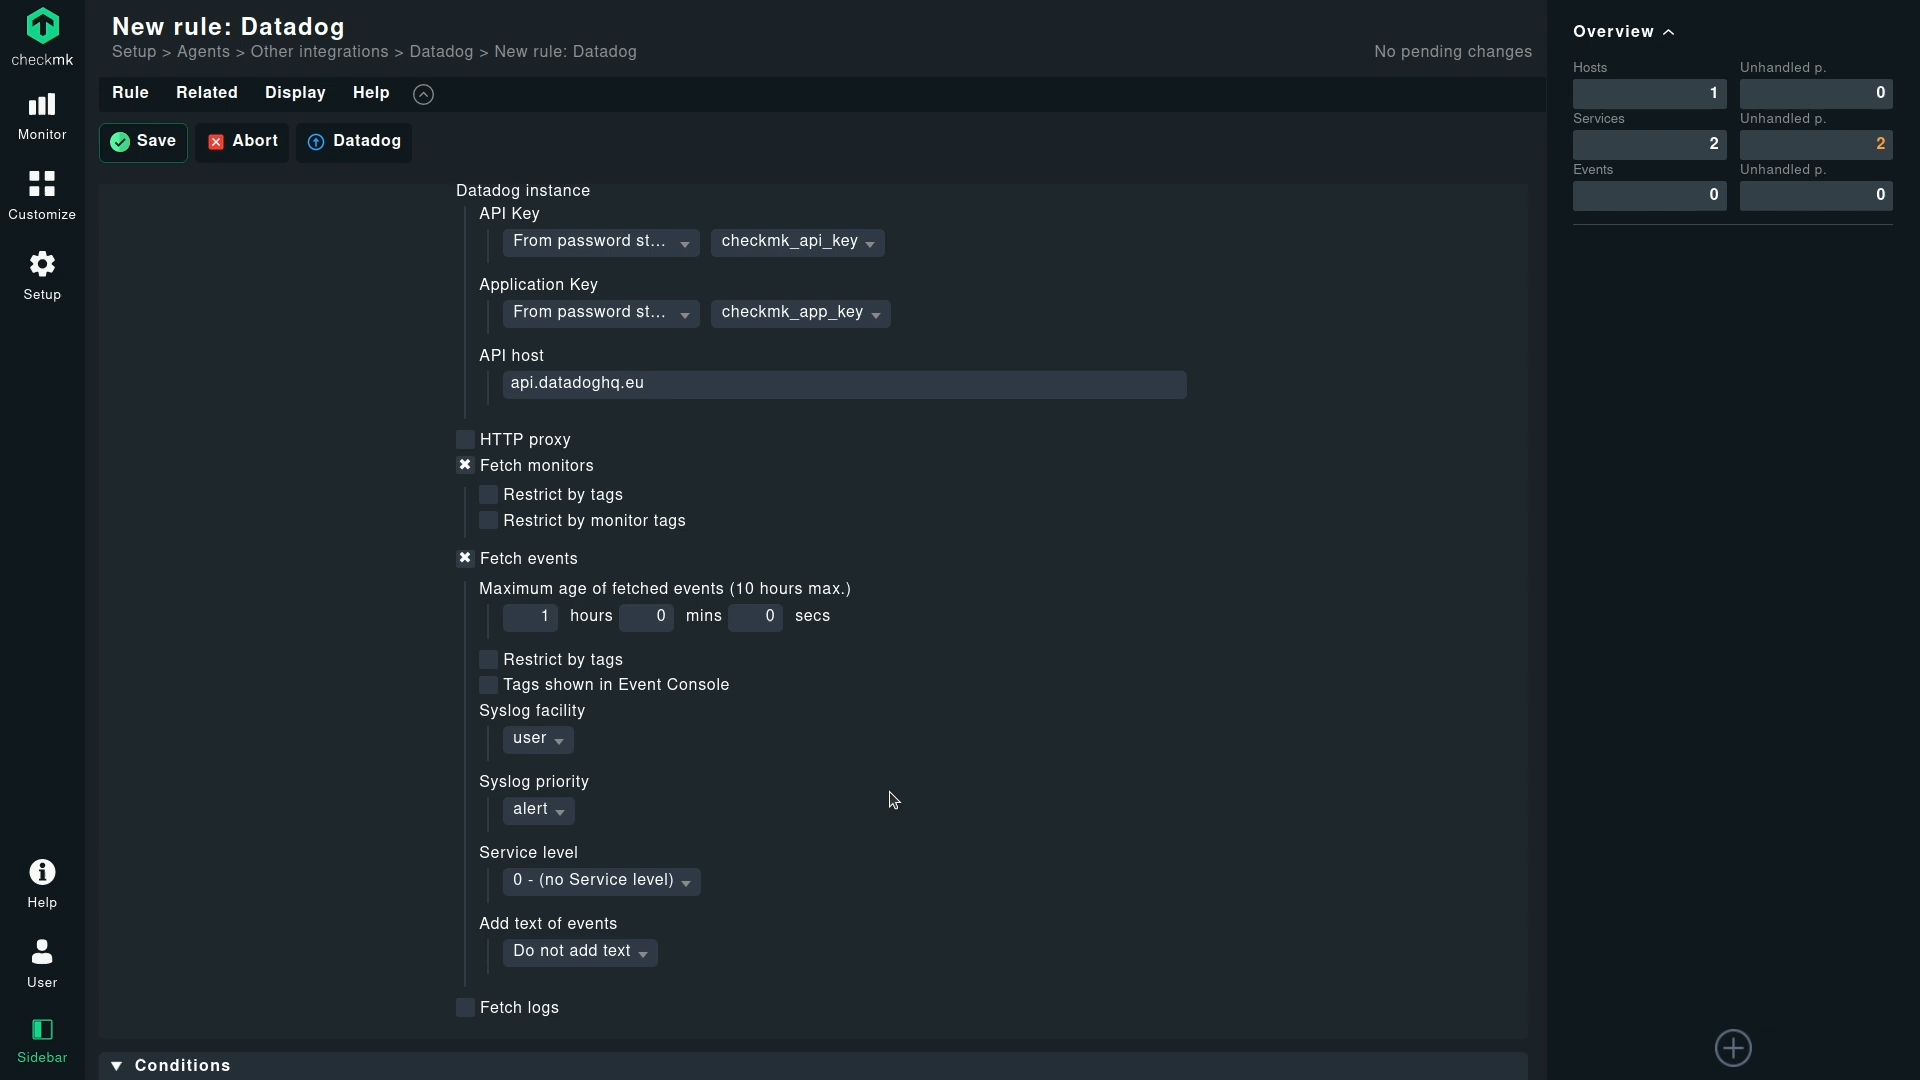 New rule: Datadog
Setup > Agents > Other integrations > Datadog > New rule: Datadog
No pending changes
checkmk
Monitor
Customize
Setup
Help
User
Sidebar
Rule Related Display Help
Save Abort Datadog
Datadog instance
API Key
From password st... checkmk_api_key
Application Key
From password st... checkmk_app_key
API host
api.datadoghq.eu
HTTP proxy
Fetch monitors
Restrict by tags
Restrict by monitor tags
Fetch events
Maximum age of fetched events (10 hours max.)
1 hours 0 mins 0 secs
Restrict by tags
Tags shown in Event Console
Syslog facility
user
Syslog priority
alert
Service level
0 - (no Service level)
Add text of events
Do not add text
Fetch logs
Conditions
Overview
Hosts Unhandled p.
1 0
Services Unhandled p.
2 2
Events Unhandled p.
0 0